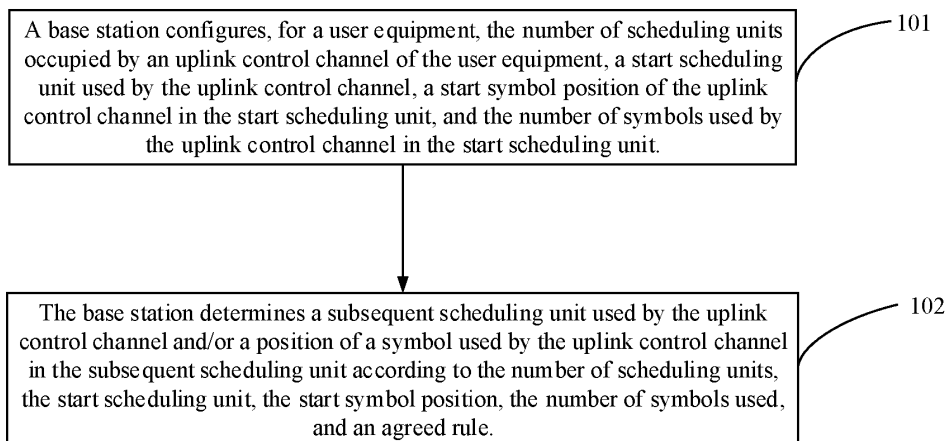 A base station configures, for a user equipment, the number of scheduling units
occupied by an uplink control channel of the user equipment, a start scheduling
unit used by the uplink control channel, a start symbol position of the uplink
control channel in the start scheduling unit, and the number of symbols used by
the uplink control channel in the start scheduling unit.
101
The base station determines a subsequent scheduling unit used by the uplink
control channel and/or a position of a symbol used by the uplink control channel
in the subsequent scheduling unit according to the number of scheduling units,
the start scheduling unit, the start symbol position, the number of symbols used,
and an agreed rule.
102